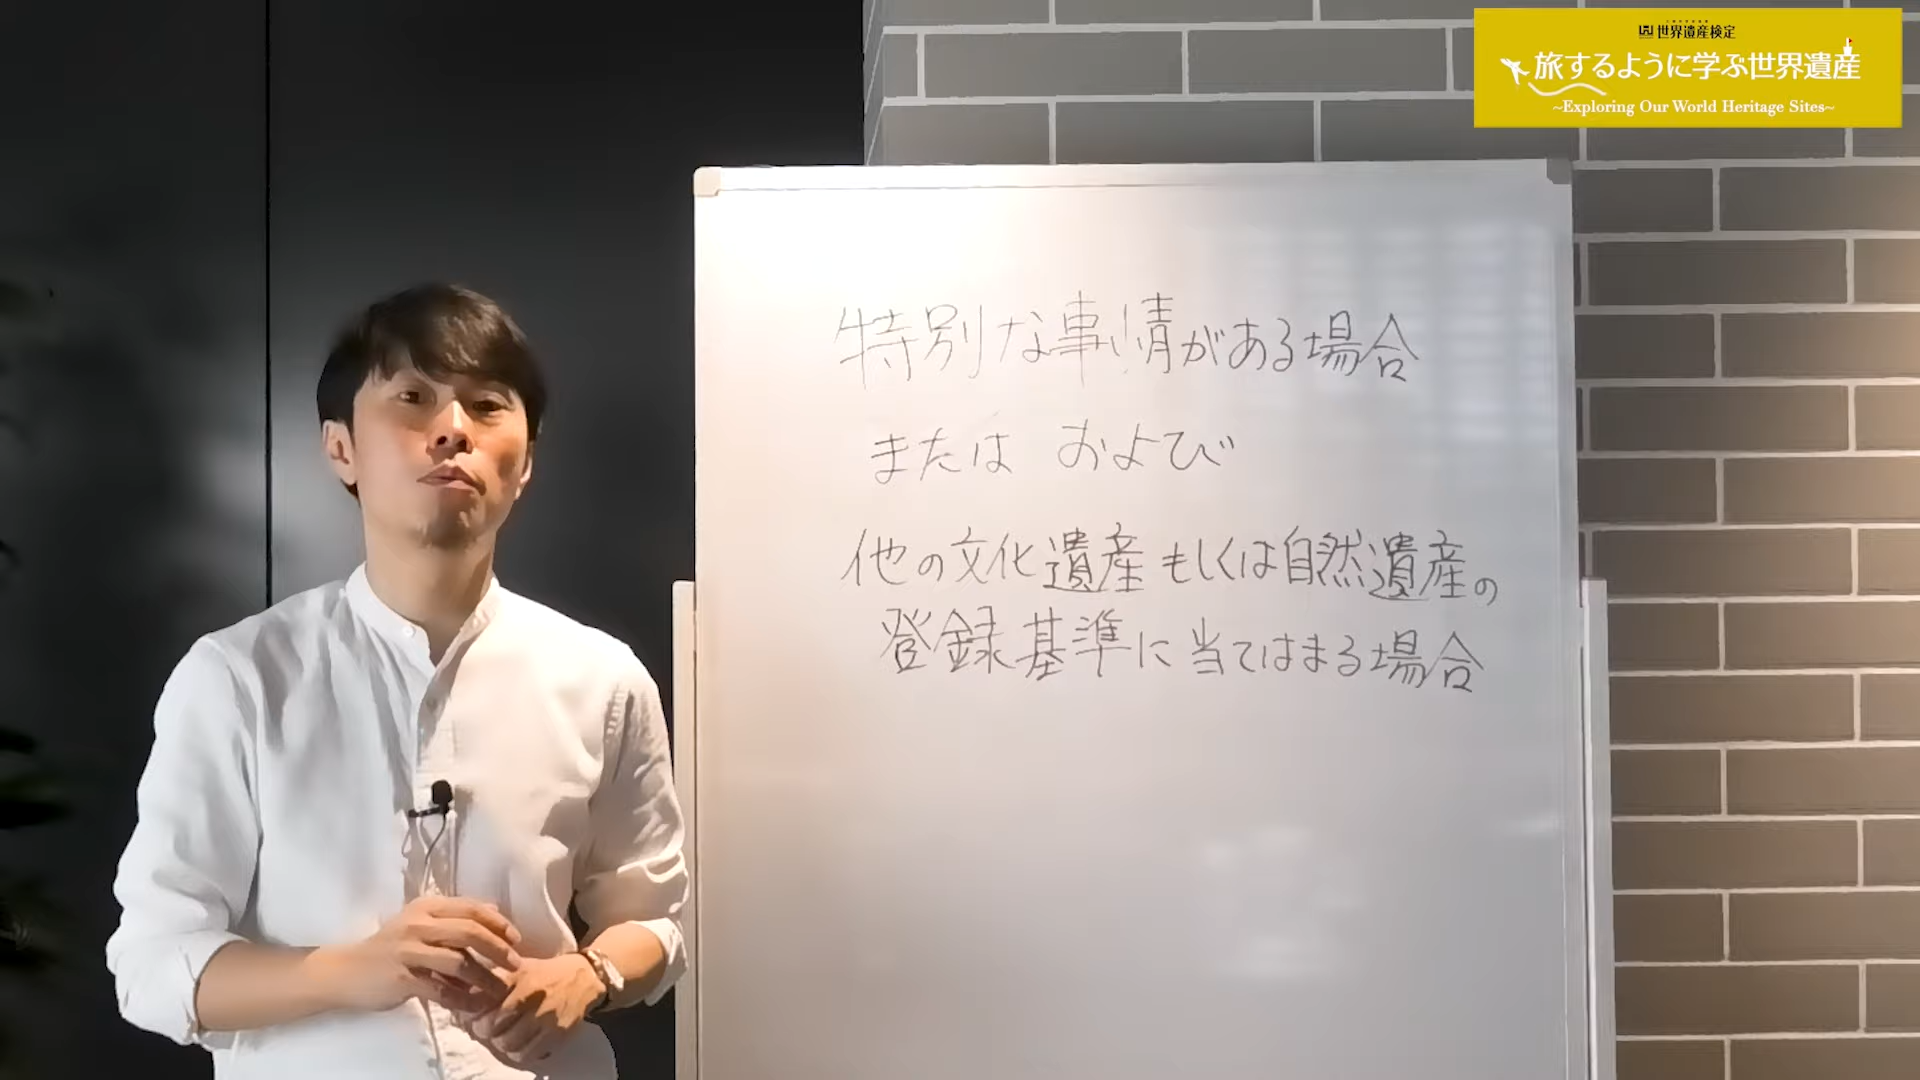 世界遺産検定
旅するように学ぶ世界遺産
~Exploring Our World Heritage Sites~
特別な事情がある場合
または および
他の文化遺産もしくは自然遺産の
登録基準に当てはまる場合